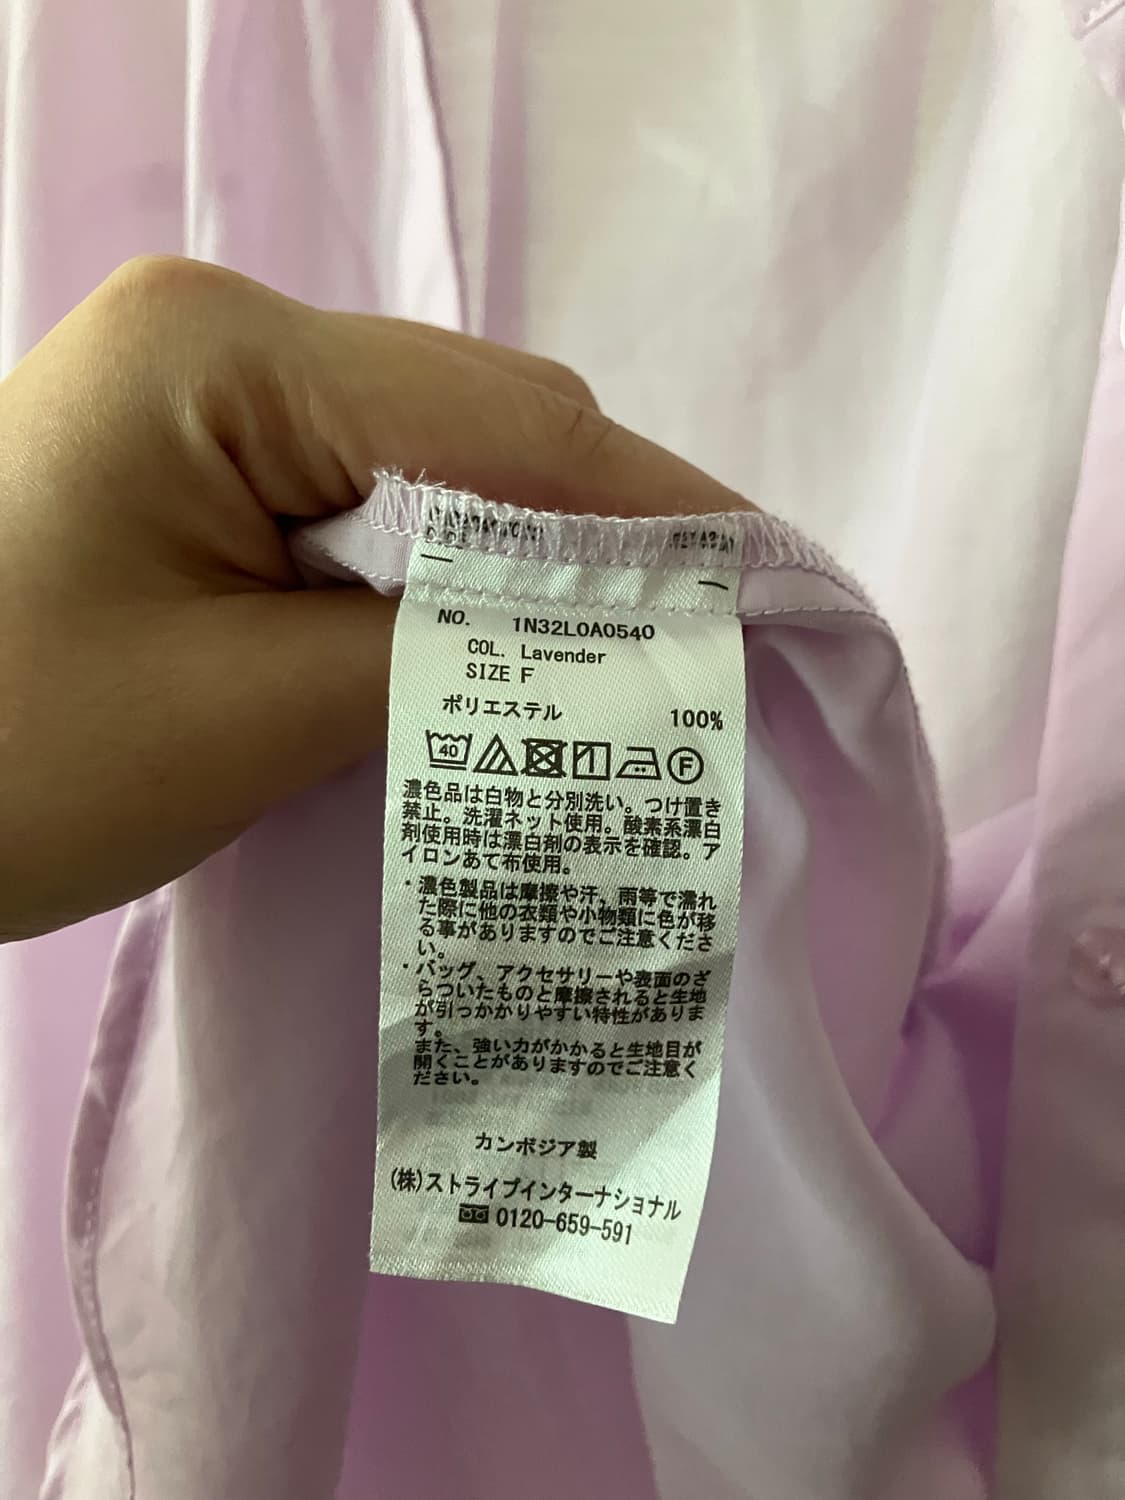 NO. 1N32L0A0540
COL. Lavender
SIZE F
ポリエステル 100%
40
F
濃色品は白物と分別洗い。つけ置き
禁止。洗濯ネット使用。酸素系漂白
剤使用時は漂白剤の表示を確認。ア
イロンあて布使用。
・濃色製品は摩擦や汗、雨等で濡れ
た際に他の衣類や小物類に色が移
る事がありますのでご注意くださ
い。
・バッグ、アクセサリーや表面のざ
らついたものと摩擦されると生地
が引っかかりやすい特性がありま
す。
また、強い力がかかると生地目が
開くことがありますのでご注意く
ださい。
カンボジア製
(株)ストライプインターナショナル
0120-659-591